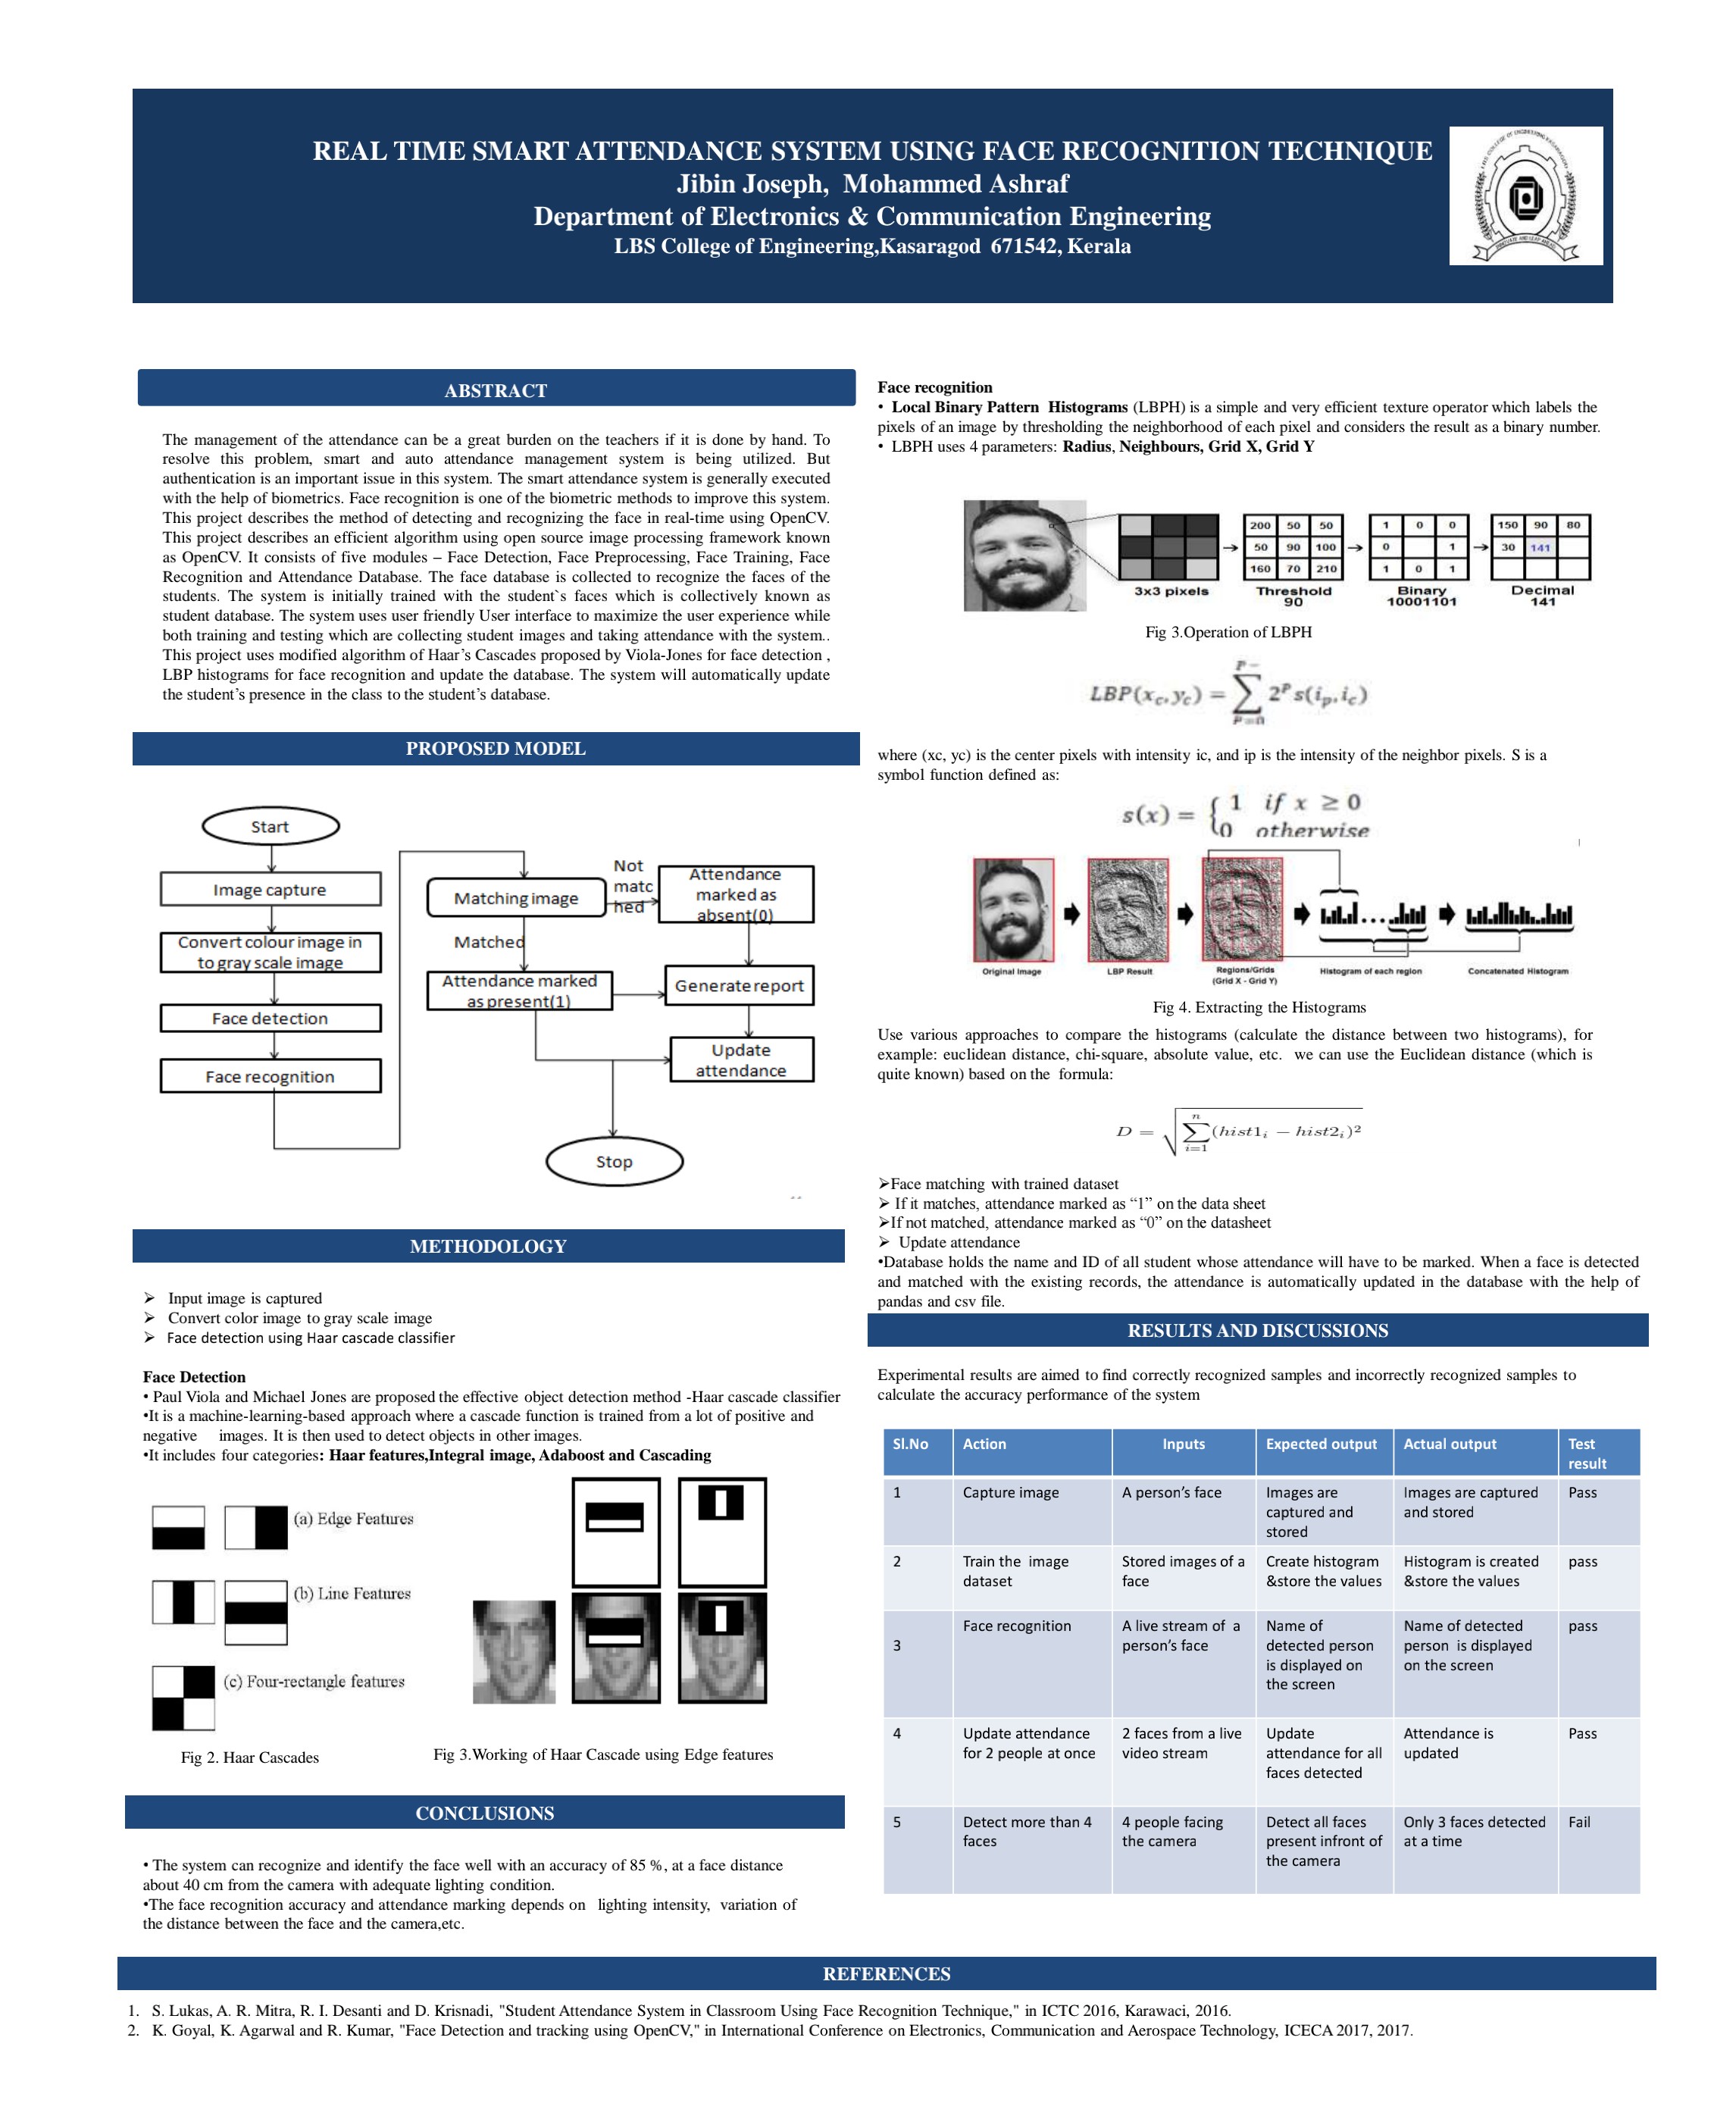 REAL TIME SMART ATTENDANCE SYSTEM USING FACE RECOGNITION TECHNIQUE
Jibin Joseph, Mohammed Ashraf
Department of Electronics & Communication Engineering
LBS College of Engineering,Kasaragod 671542, Kerala
ABSTRACT
The management of the attendance can be a great burden on the teachers if it is done by hand. To
resolve this problem, smart and auto attendance management system is being utilized. But
authentication is an important issue in this system. The smart attendance system is generally executed
with the help of biometrics. Face recognition is one of the biometric methods to improve this system.
This project describes the method of detecting and recognizing the face in real-time using OpenCV.
This project describes an efficient algorithm using open source image processing framework known
as OpenCV. It consists of five modules – Face Detection, Face Preprocessing, Face Training, Face
Recognition and Attendance Database. The face database is collected to recognize the faces of the
students. The system is initially trained with the student`s faces which is collectively known as
student database. The system uses user friendly User interface to maximize the user experience while
both training and testing which are collecting student images and taking attendance with the system..
This project uses modified algorithm of Haar’s Cascades proposed by Viola-Jones for face detection ,
LBP histograms for face recognition and update the database. The system will automatically update
the student’s presence in the class to the student’s database.
PROPOSED MODEL
Start
Image capture
Convert colour image in
to gray scale image
Face detection
Face recognition
Matching image
Not
matc
hed
Attendance
marked as
absent(0)
Matched
Attendance marked
as present(1)
Generate report
Update
attendance
Stop
METHODOLOGY
➢ Input image is captured
➢ Convert color image to gray scale image
➢ Face detection using Haar cascade classifier
Face Detection
• Paul Viola and Michael Jones are proposed the effective object detection method -Haar cascade classifier
•It is a machine-learning-based approach where a cascade function is trained from a lot of positive and
negative images. It is then used to detect objects in other images.
•It includes four categories: Haar features,Integral image, Adaboost and Cascading
(a) Edge Features
(b) Line Features
(c) Four-rectangle features
Fig 2. Haar Cascades
Fig 3.Working of Haar Cascade using Edge features
CONCLUSIONS
• The system can recognize and identify the face well with an accuracy of 85 %, at a face distance
about 40 cm from the camera with adequate lighting condition.
•The face recognition accuracy and attendance marking depends on lighting intensity, variation of
the distance between the face and the camera,etc.
Face recognition
• Local Binary Pattern Histograms (LBPH) is a simple and very efficient texture operator which labels the
pixels of an image by thresholding the neighborhood of each pixel and considers the result as a binary number.
• LBPH uses 4 parameters: Radius, Neighbours, Grid X, Grid Y
200 50 50
50 90 100
160 70 210
1 0 0
0 1
1 0 1
150 90 80
30 141
3x3 pixels
Threshold
90
Binary
10001101
Decimal
141
Fig 3.Operation of LBPH
LBP(xc,yc) = ∑ 2^P s(ip,ic)
where (xc, yc) is the center pixels with intensity ic, and ip is the intensity of the neighbor pixels. S is a
symbol function defined as:
s(x) = { 1 if x ≥ 0
0 otherwise
Original Image
LBP Result
Regions/Grids
(Grid X - Grid Y)
Histogram of each region
Concatenated Histogram
Fig 4. Extracting the Histograms
Use various approaches to compare the histograms (calculate the distance between two histograms), for
example: euclidean distance, chi-square, absolute value, etc. we can use the Euclidean distance (which is
quite known) based on the formula:
D = √ ∑ n i=1 (hist1i − hist2i)²
➢Face matching with trained dataset
➢ If it matches, attendance marked as “1” on the data sheet
➢If not matched, attendance marked as “0” on the datasheet
➢ Update attendance
•Database holds the name and ID of all student whose attendance will have to be marked. When a face is detected
and matched with the existing records, the attendance is automatically updated in the database with the help of
pandas and csv file.
RESULTS AND DISCUSSIONS
Experimental results are aimed to find correctly recognized samples and incorrectly recognized samples to
calculate the accuracy performance of the system
Sl.No Action Inputs Expected output Actual output Test
result
1 Capture image A person’s face Images are Images are captured Pass
captured and and stored
stored
2 Train the image Stored images of a Create histogram Histogram is created pass
dataset face &store the values &store the values
Face recognition A live stream of a Name of Name of detected pass
3 person’s face detected person person is displayed
is displayed on on the screen
the screen
4 Update attendance 2 faces from a live Update Attendance is Pass
for 2 people at once video stream attendance for all updated
faces detected
5 Detect more than 4 4 people facing Detect all faces Only 3 faces detected Fail
faces the camera present infront of at a time
the camera
REFERENCES
1. S. Lukas, A. R. Mitra, R. I. Desanti and D. Krisnadi, "Student Attendance System in Classroom Using Face Recognition Technique," in ICTC 2016, Karawaci, 2016.
2. K. Goyal, K. Agarwal and R. Kumar, "Face Detection and tracking using OpenCV," in International Conference on Electronics, Communication and Aerospace Technology, ICECA 2017, 2017.